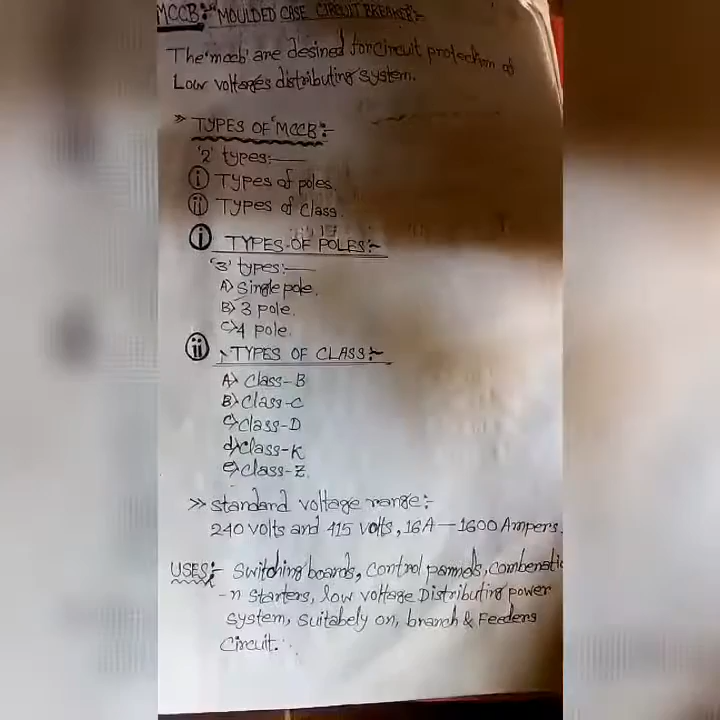 MCCB:- "MOULDED CASE CIRCUIT BREAKER":-
The 'mccb' are desined for circuit protection of
Low voltages distributing system.
» TYPES OF 'MCCB':-
'2' types:—
i Types of poles.
ii Types of Class.
i TYPES-OF POLES:-
'3' types:—
A> Single pole.
B> 3 pole.
C> 4 pole.
ii TYPES OF CLASS:-
A> Class-B
B> Class-C
C> Class-D
d> Class-K
e> Class-Z.
» Standard voltage range:-
240 volts and 415 volts, 16A — 1600 Ampers.
USES:- Switching boards, control pannels, combenatio
-n Starters, low voltage Distributing power
system, suitabely on, branch & Feeders
Circuit.